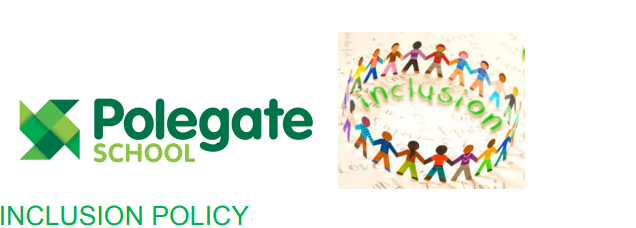 Polegate
SCHOOL
inclusion
INCLUSION POLICY